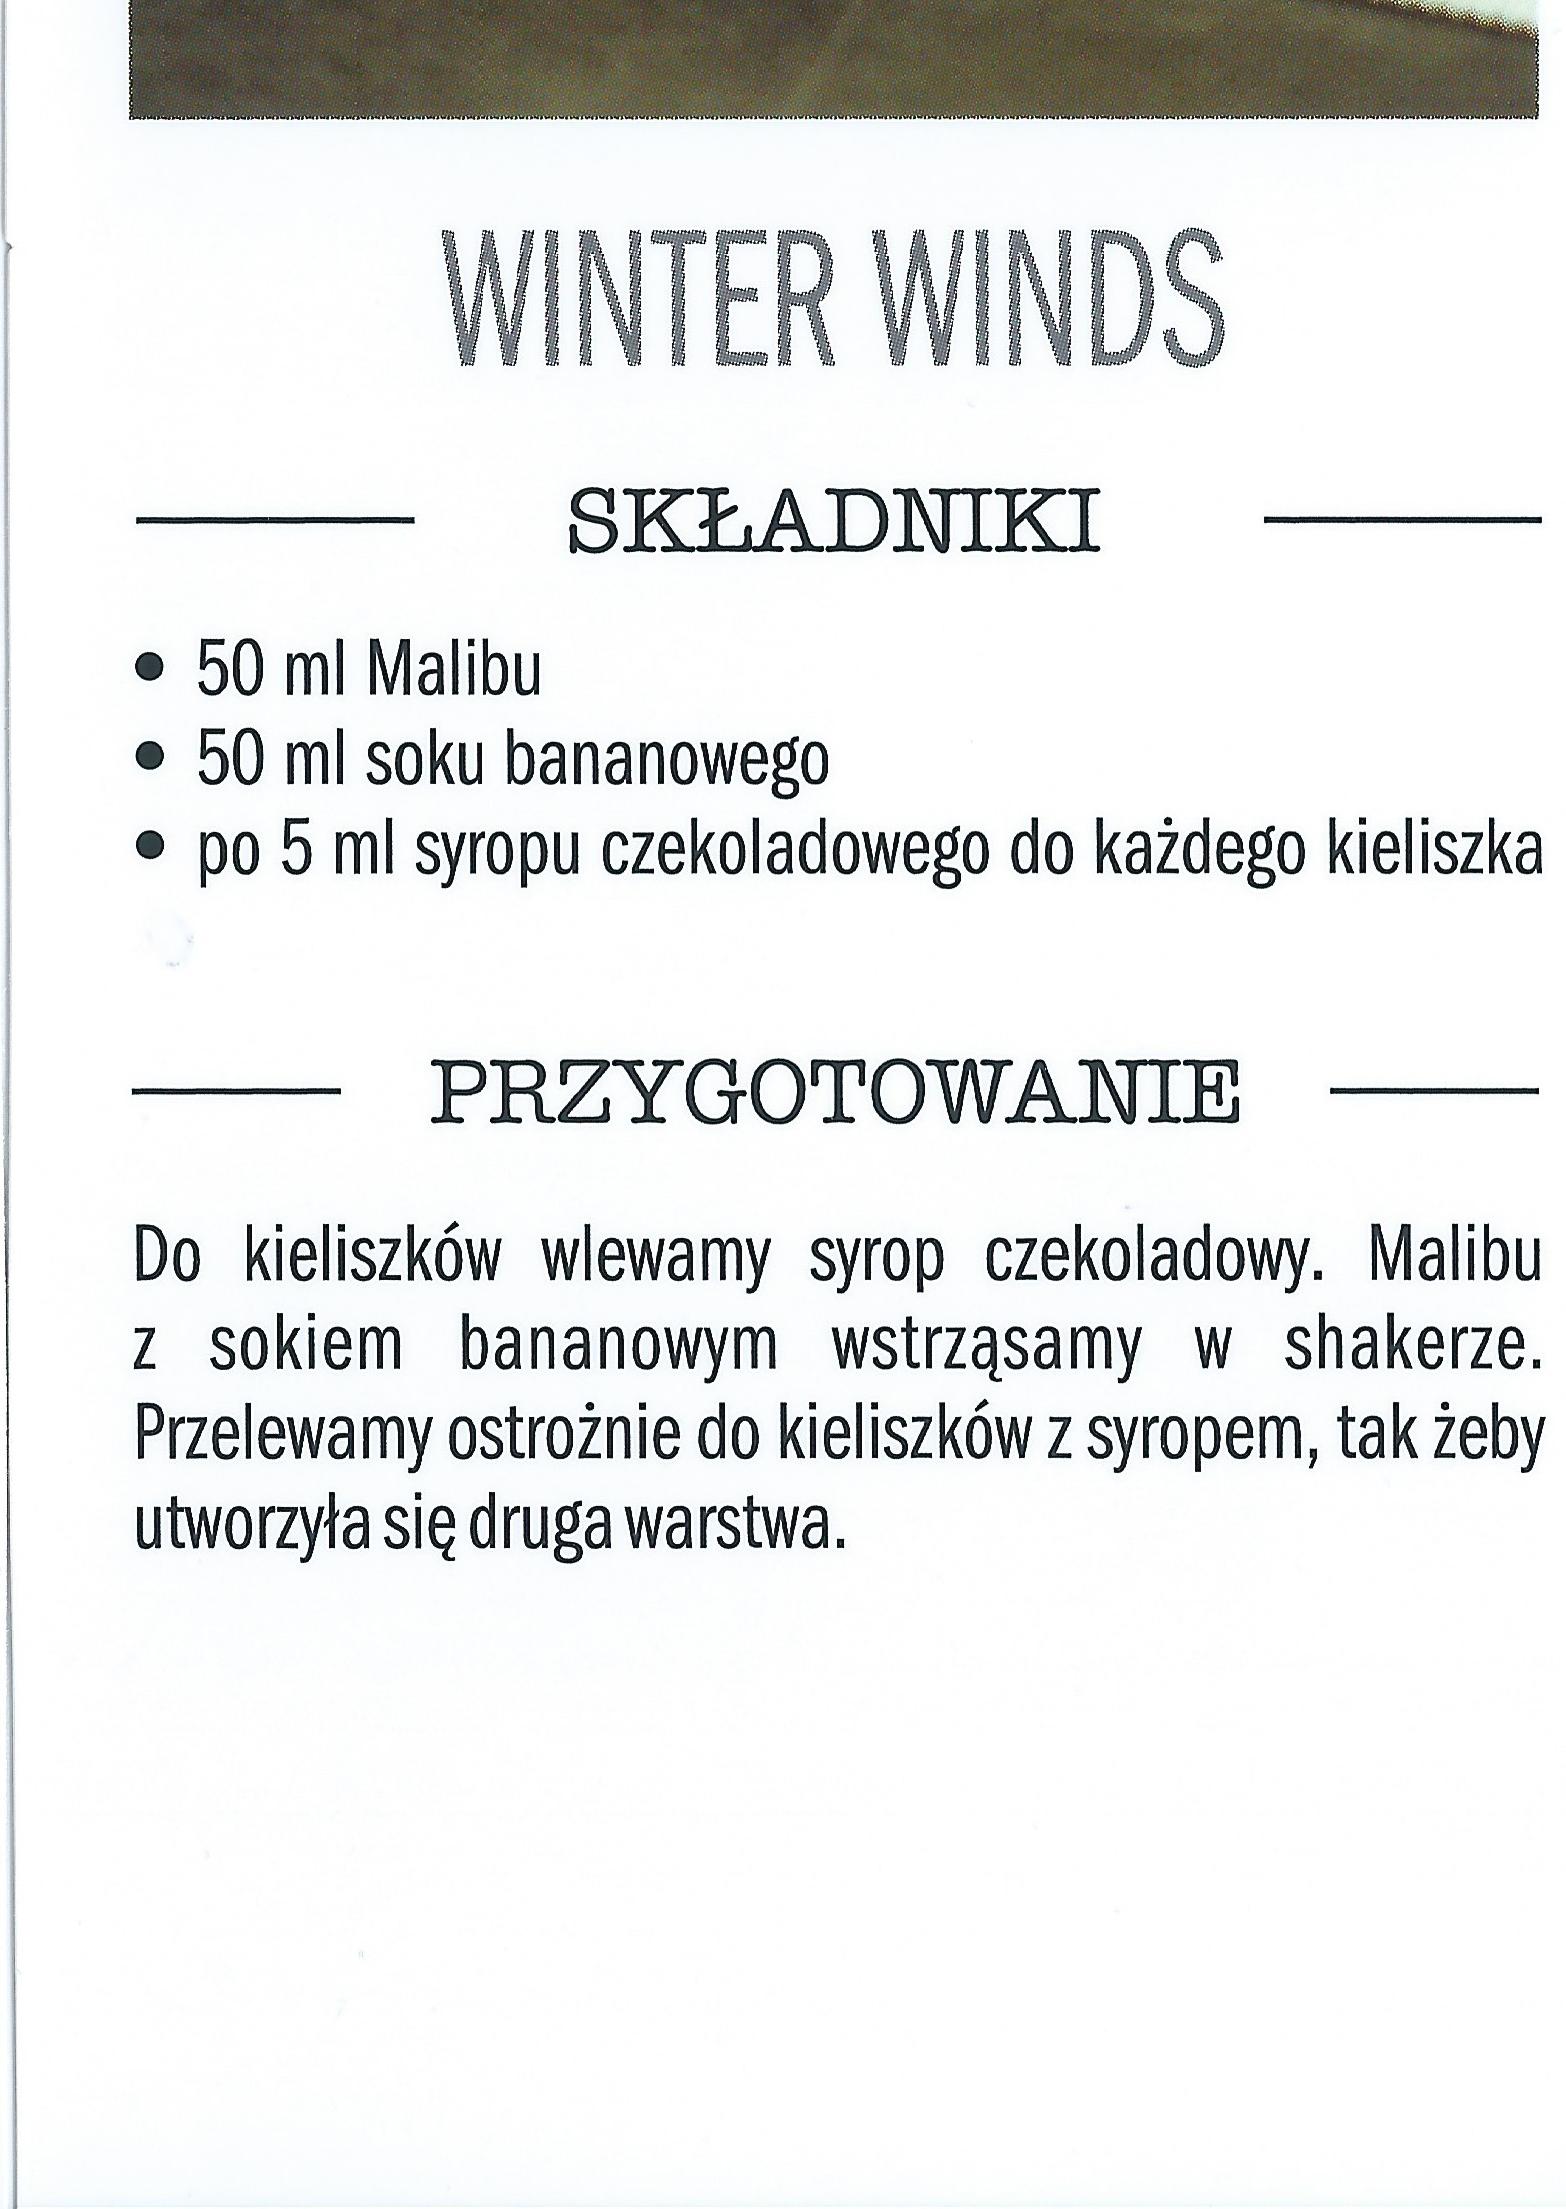 WINTER WINDS
SKŁADNIKI
• 50 ml Malibu
• 50 ml soku bananowego
• po 5 ml syropu czekoladowego do każdego kieliszka
PRZYGOTOWANIE
Do kieliszków wlewamy syrop czekoladowy. Malibu
z sokiem bananowym wstrząsamy w shakerze.
Przelewamy ostrożnie do kieliszków z syropem, tak żeby
utworzyła się druga warstwa.